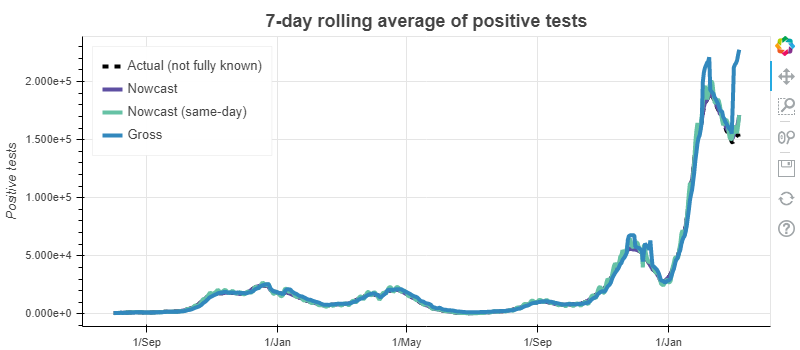 7-day rolling average of positive tests
Actual (not fully known)
Nowcast
Nowcast (same-day)
Gross
Positive tests
2.000e+5
1.500e+5
1.000e+5
5.000e+4
0.000e+0
1/Sep
1/Jan
1/May
1/Sep
1/Jan